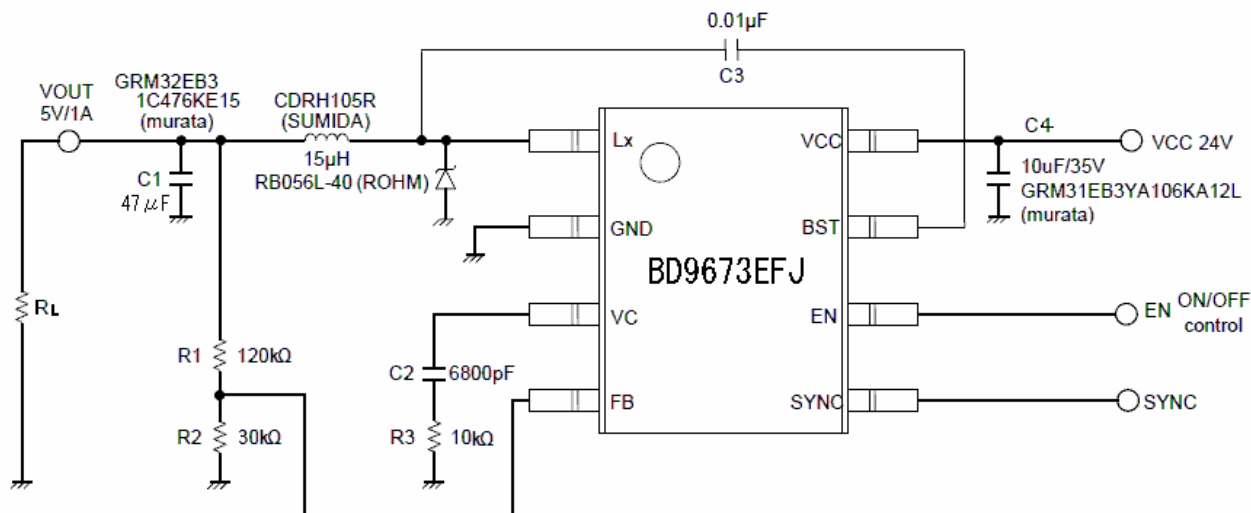 0.01µF
C3
VOUT
5V/1A
GRM32EB3
1C476KE15
(murata)
CDRH105R
(SUMIDA)
15µH
RB056L-40 (ROHM)
C1
47μF
Lx
VCC
C4
VCC 24V
10uF/35V
GRM31EB3YA106KA12L
(murata)
GND
BST
BD9673EFJ
RL
VC
EN
EN ON/OFF
control
R1 120kΩ
C2 6800pF
FB
SYNC
SYNC
R2 30kΩ
R3 10kΩ